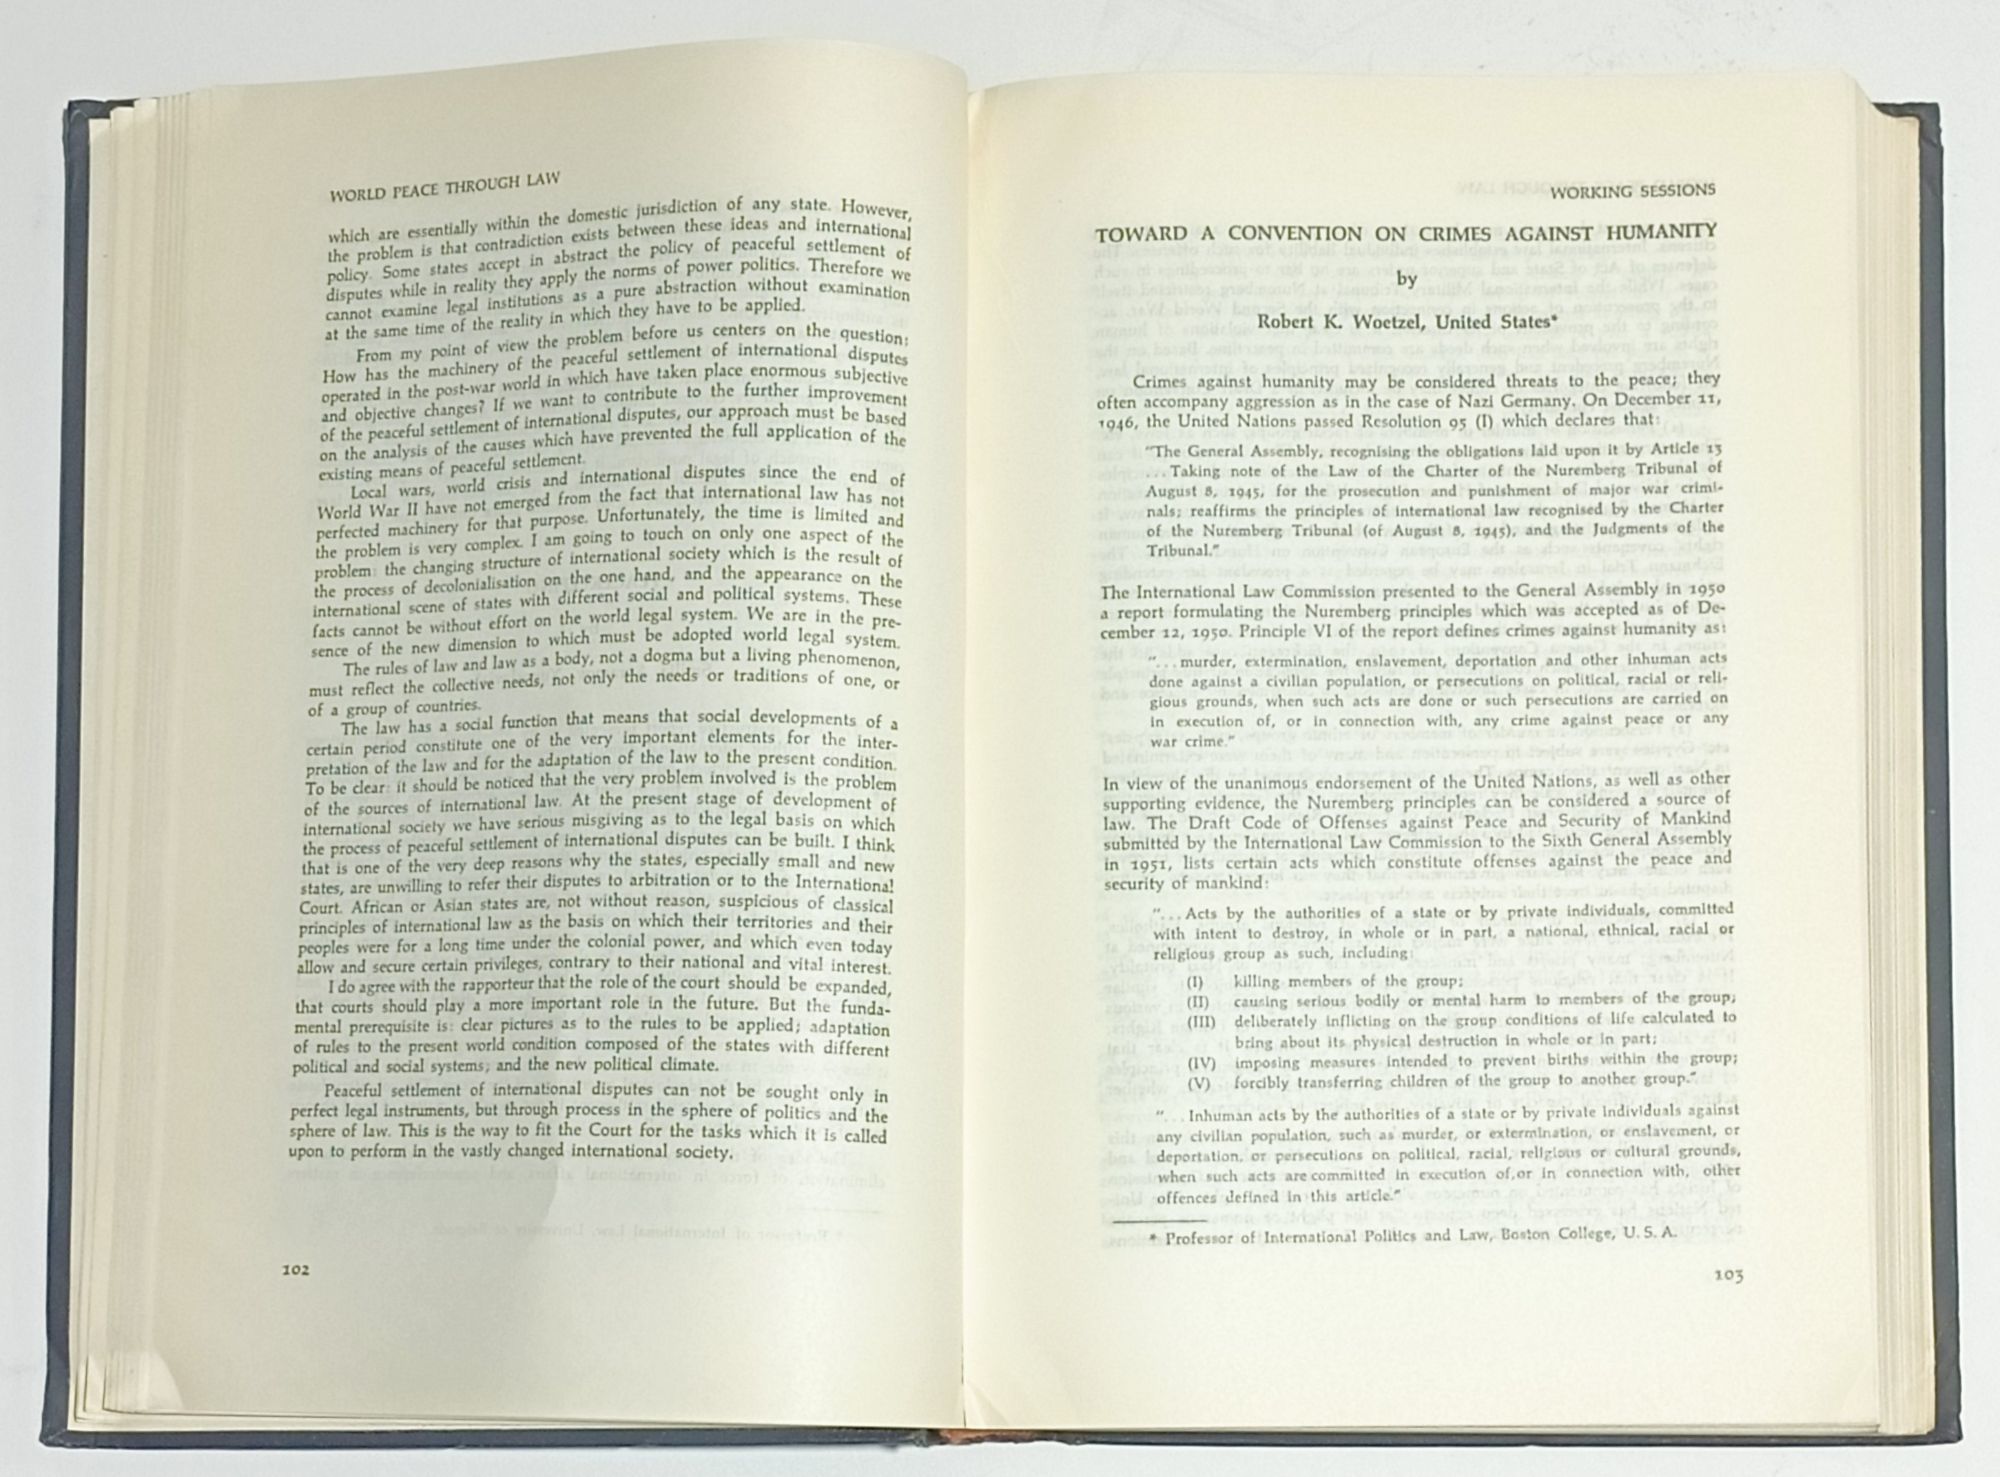 WORLD PEACE THROUGH LAW
which are essentially within the domestic jurisdiction of any state. However,
the problem is that contradiction exists between these ideas and international
policy. Some states accept in abstract the policy of peaceful settlement of
disputes while in reality they apply the norms of power politics. Therefore we
cannot examine legal institutions as a pure abstraction without examination
at the same time of the reality in which they have to be applied.
From my point of view the problem before us centers on the question:
How has the machinery of the peaceful settlement of international disputes
operated in the post-war world in which have taken place enormous subjective
and objective changes? If we want to contribute to the further improvement
of the peaceful settlement of international disputes, our approach must be based
on the analysis of the causes which have prevented the full application of the
existing means of peaceful settlement.
Local wars, world crisis and international disputes since the end of
World War II have not emerged from the fact that international law has not
perfected machinery for that purpose. Unfortunately, the time is limited and
the problem is very complex. I am going to touch on only one aspect of the
problem: the changing structure of international society which is the result of
the process of decolonialisation on the one hand, and the appearance on the
international scene of states with different social and political systems. These
facts cannot be without effort on the world legal system. We are in the pre-
sence of the new dimension to which must be adopted world legal system.
The rules of law and law as a body, not a dogma but a living phenomenon,
must reflect the collective needs, not only the needs or traditions of one, or
of a group of countries.
The law has a social function that means that social developments of a
certain period constitute one of the very important elements for the inter-
pretation of the law and for the adaptation of the law to the present condition.
To be clear: it should be noticed that the very problem involved is the problem
of the sources of international law. At the present stage of development of
international society we have serious misgiving as to the legal basis on which
the process of peaceful settlement of international disputes can be built. I think
that is one of the very deep reasons why the states, especially small and new
states, are unwilling to refer their disputes to arbitration or to the International
Court. African or Asian states are, not without reason, suspicious of classical
principles of international law as the basis on which their territories and their
peoples were for a long time under the colonial power, and which even today
allow and secure certain privileges, contrary to their national and vital interest.
I do agree with the rapporteur that the role of the court should be expanded,
that courts should play a more important role in the future. But the funda-
mental prerequisite is: clear pictures as to the rules to be applied; adaptation
of rules to the present world condition composed of the states with different
political and social systems; and the new political climate.
Peaceful settlement of international disputes can not be sought only in
perfect legal instruments, but through process in the sphere of politics and the
sphere of law. This is the way to fit the Court for the tasks which it is called
upon to perform in the vastly changed international society.
102
WORKING SESSIONS
TOWARD A CONVENTION ON CRIMES AGAINST HUMANITY
by
Robert K. Woetzel, United States*
Crimes against humanity may be considered threats to the peace; they
often accompany aggression as in the case of Nazi Germany. On December 11,
1946, the United Nations passed Resolution 95 (I) which declares that:
"The General Assembly, recognising the obligations laid upon it by Article 13
... Taking note of the Law of the Charter of the Nuremberg Tribunal of
August 8, 1945, for the prosecution and punishment of major war crimi-
nals; reaffirms the principles of international law recognised by the Charter
of the Nuremberg Tribunal (of August 8, 1945), and the Judgments of the
Tribunal."
The International Law Commission presented to the General Assembly in 1950
a report formulating the Nuremberg principles which was accepted as of De-
cember 12, 1950. Principle VI of the report defines crimes against humanity as:
"... murder, extermination, enslavement, deportation and other inhuman acts
done against a civilian population, or persecutions on political, racial or reli-
gious grounds, when such acts are done or such persecutions are carried on
in execution of, or in connection with, any crime against peace or any
war crime."
In view of the unanimous endorsement of the United Nations, as well as other
supporting evidence, the Nuremberg principles can be considered a source of
law. The Draft Code of Offenses against Peace and Security of Mankind
submitted by the International Law Commission to the Sixth General Assembly
in 1951, lists certain acts which constitute offenses against the peace and
security of mankind:
"... Acts by the authorities of a state or by private individuals, committed
with intent to destroy, in whole or in part, a national, ethnical, racial or
religious group as such, including:
(I) killing members of the group;
(II) causing serious bodily or mental harm to members of the group;
(III) deliberately inflicting on the group conditions of life calculated to
bring about its physical destruction in whole or in part;
(IV) imposing measures intended to prevent births within the group;
(V) forcibly transferring children of the group to another group."
"... Inhuman acts by the authorities of a state or by private individuals against
any civilian population, such as murder, or extermination, or enslavement, or
deportation, or persecutions on political, racial, religious or cultural grounds,
when such acts are committed in execution of, or in connection with, other
offences defined in this article."
* Professor of International Politics and Law, Boston College, U. S. A.
103